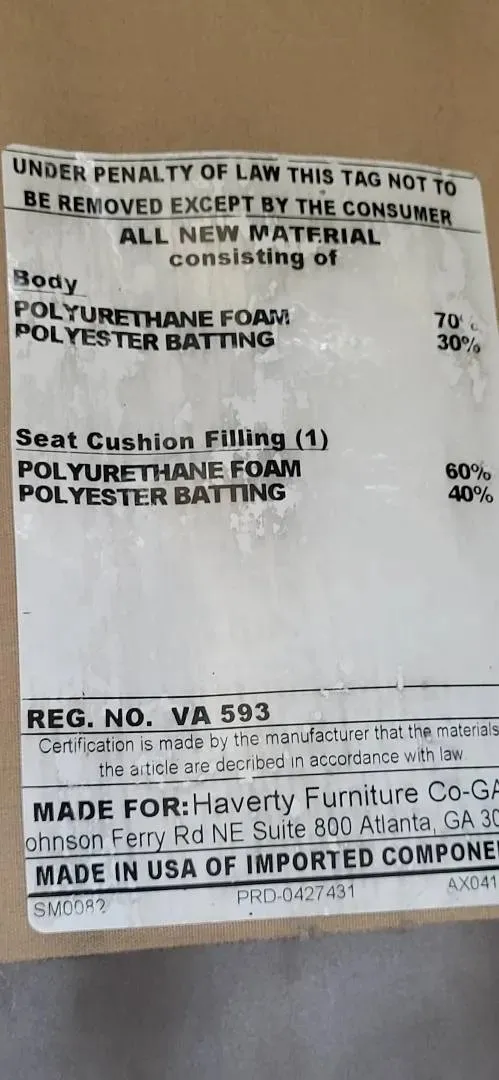 UNDER PENALTY OF LAW THIS TAG NOT TO
BE REMOVED EXCEPT BY THE CONSUMER
ALL NEW MATERIAL
consisting of
Body
POLYURETHANE FOAM 70%
POLYESTER BATTING 30%
Seat Cushion Filling (1)
POLYURETHANE FOAM 60%
POLYESTER BATTING 40%
REG. NO. VA 593
Certification is made by the manufacturer that the materials
the article are decribed in accordance with law
MADE FOR: Haverty Furniture Co-GA
ohnson Ferry Rd NE Suite 800 Atlanta, GA 30
MADE IN USA OF IMPORTED COMPONE
SM0082 PRD-0427431 AX041